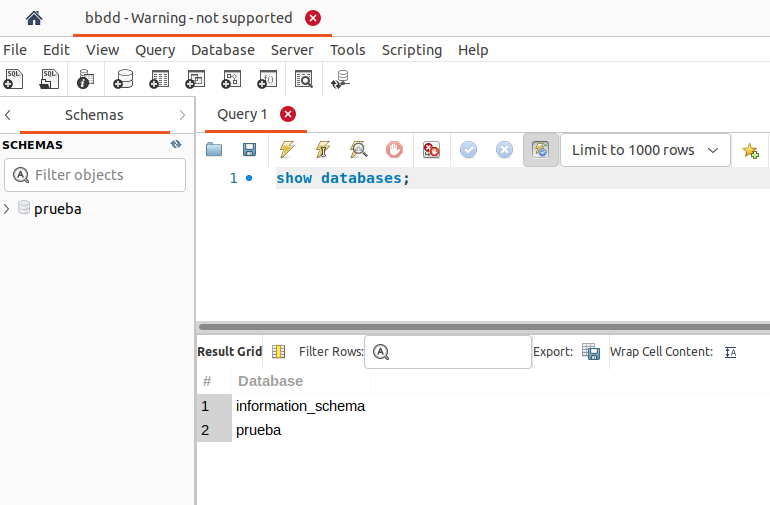 bbdd - Warning - not supported
File Edit View Query Database Server Tools Scripting Help
Schemas
Query 1
SCHEMAS
Filter objects
Limit to 1000 rows
1 show databases;
prueba
Result Grid Filter Rows: Export: Wrap Cell Content:
# Database
1 information_schema
2 prueba